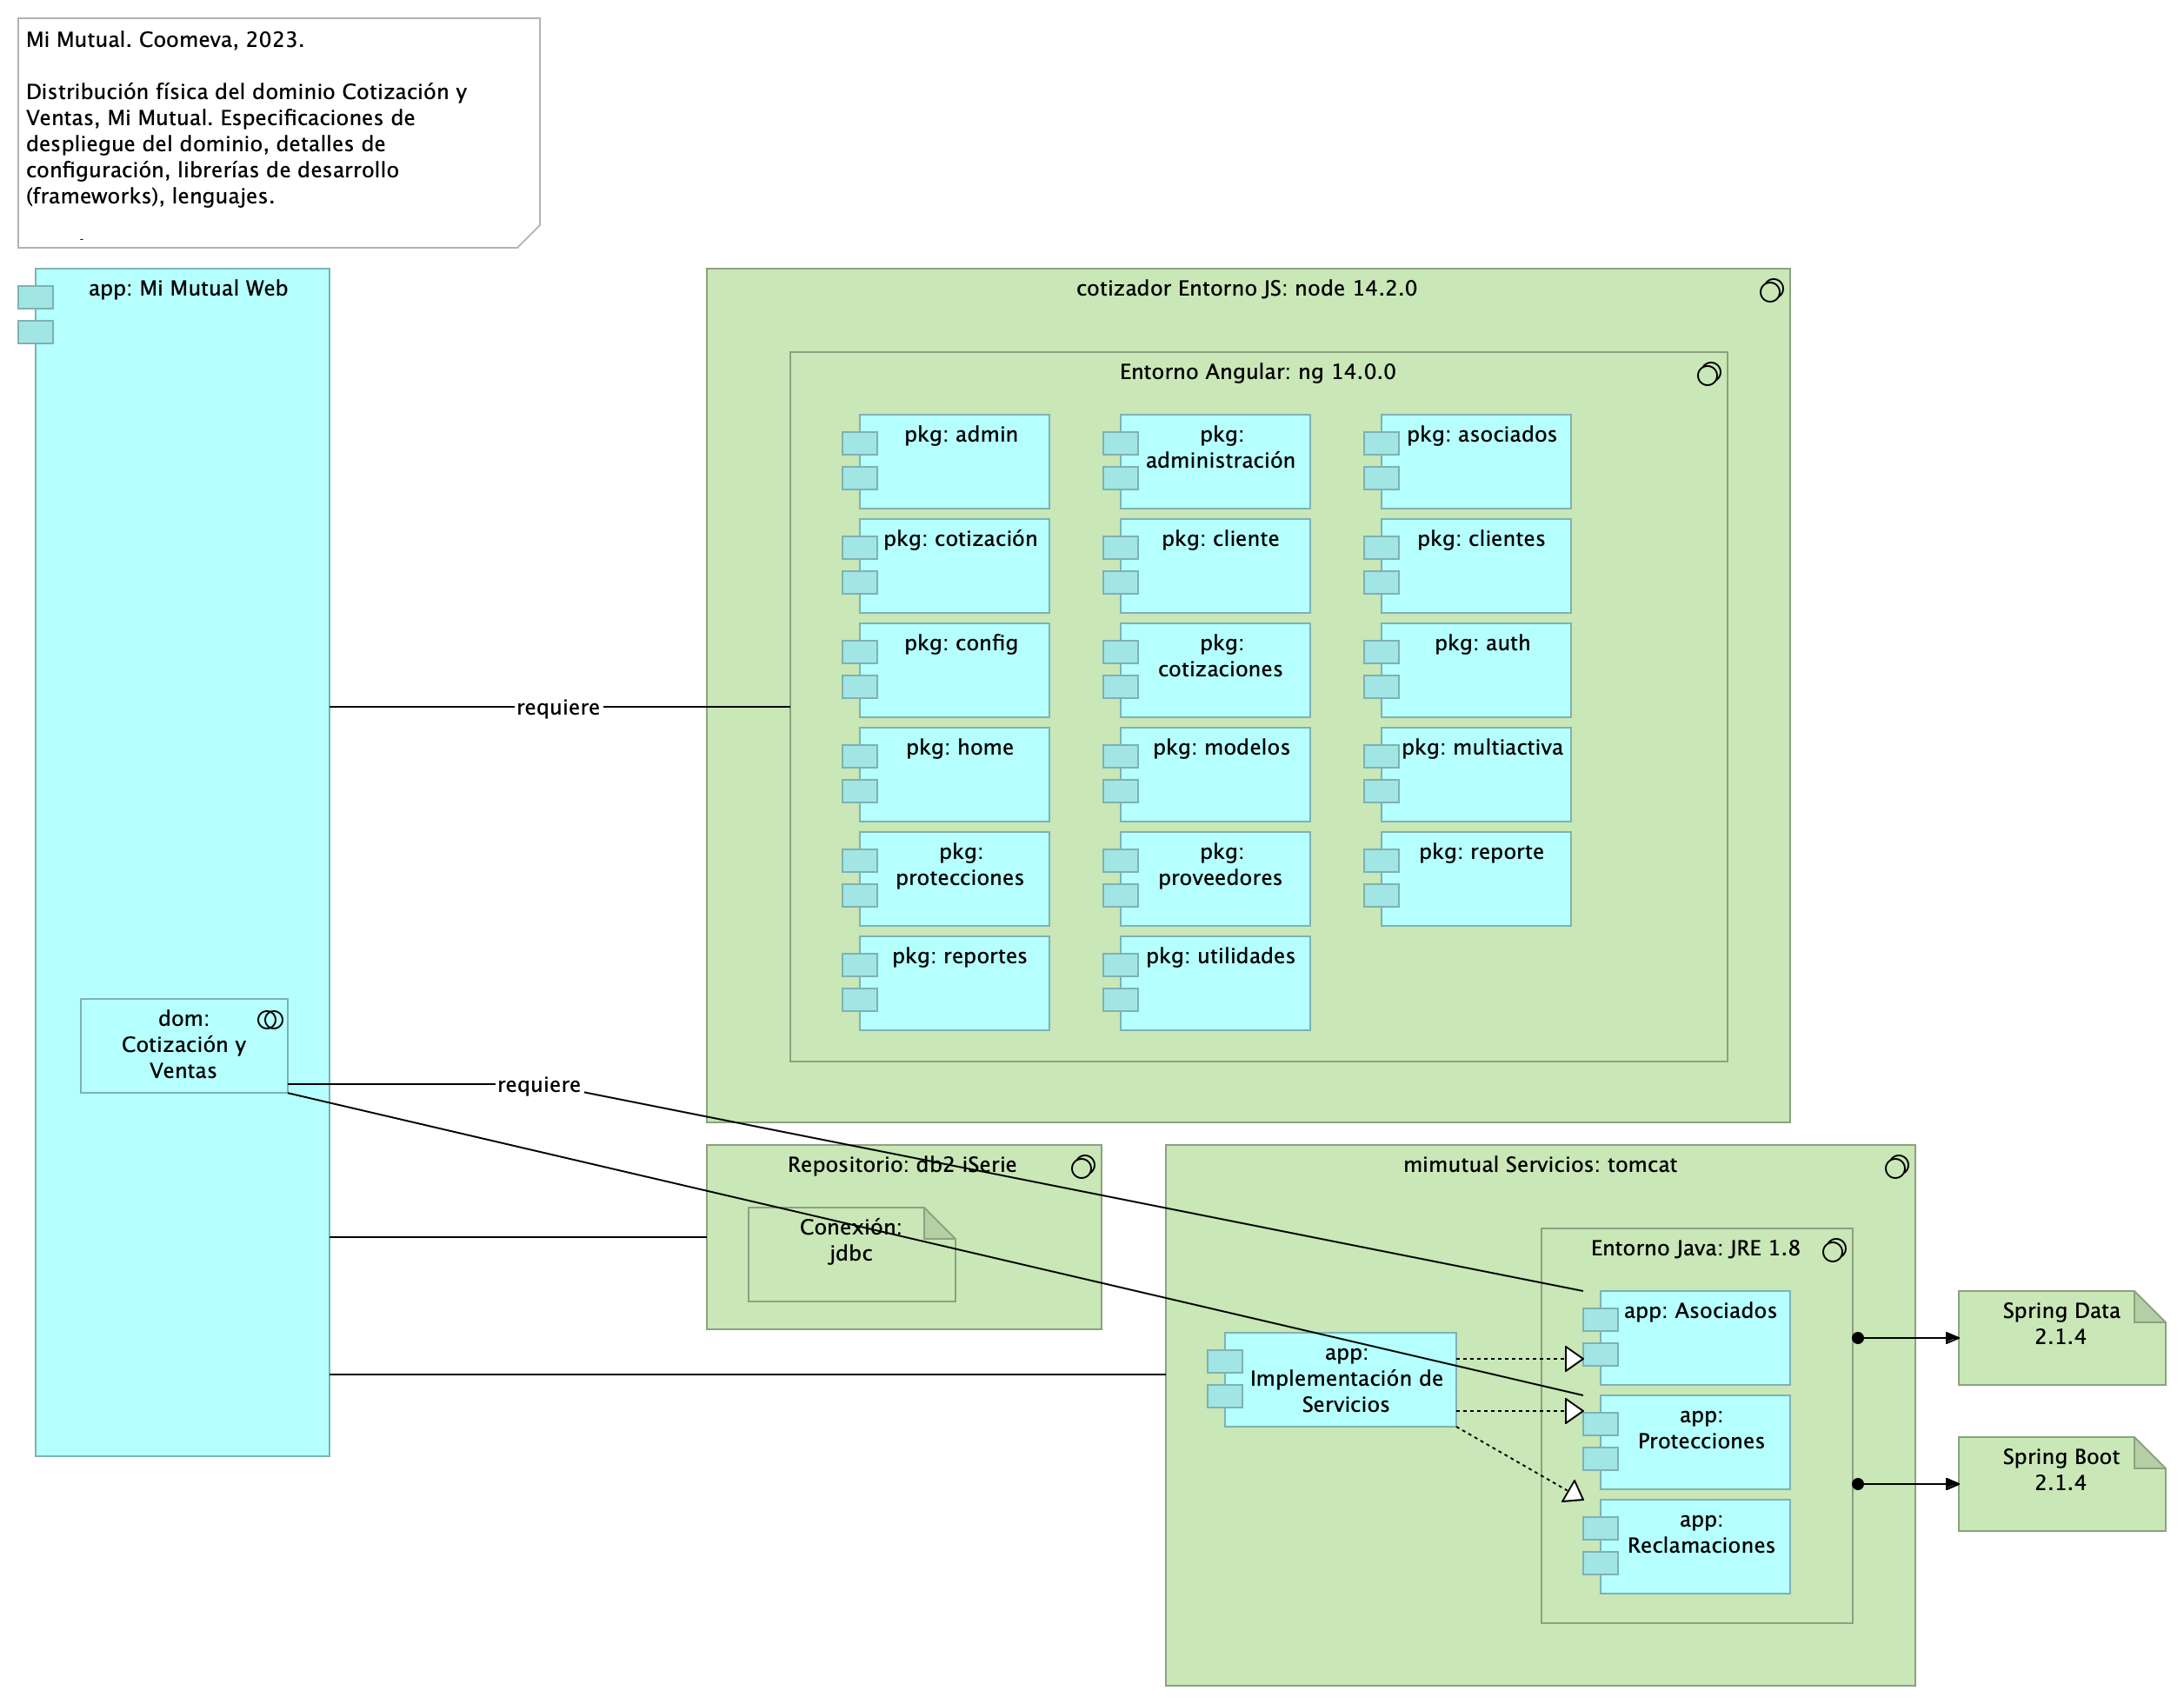 Mi Mutual. Coomeva, 2023.
Distribución física del dominio Cotización y
Ventas, Mi Mutual. Especificaciones de
despliegue del dominio, detalles de
configuración, librerías de desarrollo
(frameworks), lenguajes.
app: Mi Mutual Web
cotizador Entorno JS: node 14.2.0
Entorno Angular: ng 14.0.0
pkg: admin
pkg:
administración
pkg: asociados
pkg: cotización
pkg: cliente
pkg: clientes
pkg: config
pkg:
cotizaciones
pkg: auth
requiere
pkg: home
pkg: modelos
pkg: multiactiva
pkg:
protecciones
pkg:
proveedores
pkg: reporte
pkg: reportes
pkg: utilidades
dom:
Cotización y
Ventas
requiere
Repositorio: db2 iSerie
Conexión:
jdbc
mimutual Servicios: tomcat
Entorno Java: JRE 1.8
app: Asociados
app:
Implementación de
Servicios
app:
Protecciones
app:
Reclamaciones
Spring Data
2.1.4
Spring Boot
2.1.4